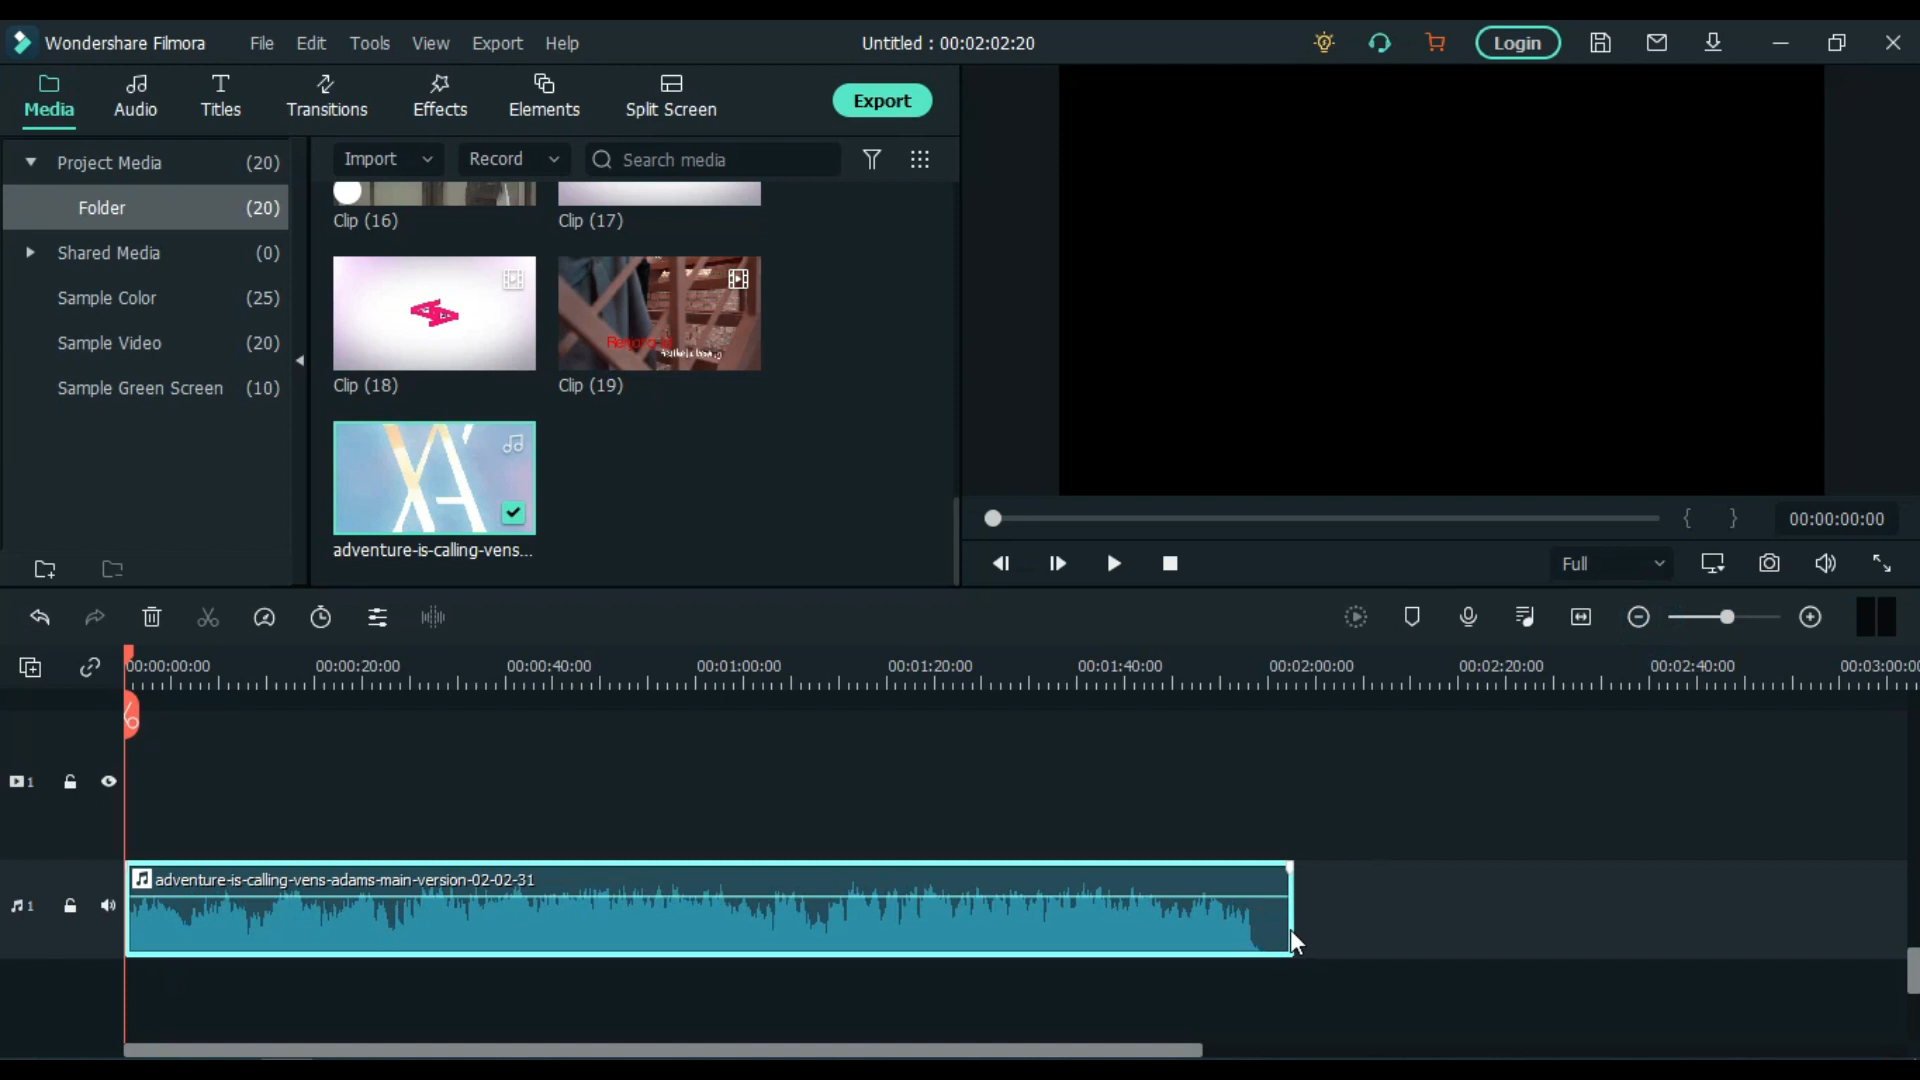 Wondershare Filmora
File Edit Tools View Export Help
Untitled : 00:02:02:20
Login
Media
Audio
Titles
Transitions
Effects
Elements
Split Screen
Export
Project Media (20)
Folder (20)
Shared Media (0)
Sample Color (25)
Sample Video (20)
Sample Green Screen (10)
Import
Record
Search media
Clip (16)
Clip (17)
Clip (18)
Clip (19)
XA
adventure-is-calling-vens...
{ }
00:00:00:00
Full
00:00:00:00 00:00:20:00 00:00:40:00 00:01:00:00 00:01:20:00 00:01:40:00 00:02:00:00 00:02:20:00 00:02:40:00
1
adventure-is-calling-vens-adams-main-version-02-02-31
1